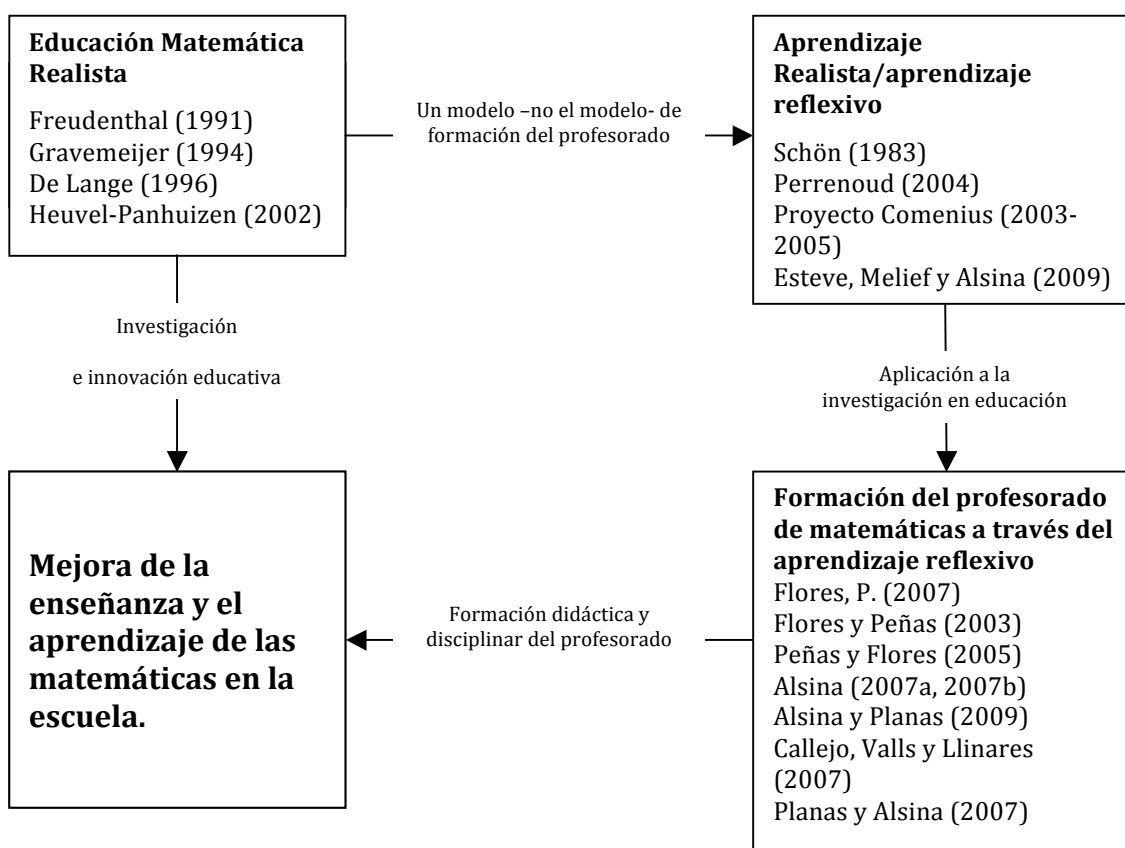 Educación Matemática
Realista
Freudenthal (1991)
Gravemeijer (1994)
De Lange (1996)
Heuvel-Panhuizen (2002)
Un modelo –no el modelo- de
formación del profesorado
Aprendizaje
Realista/aprendizaje
reflexivo
Schön (1983)
Perrenoud (2004)
Proyecto Comenius (2003-
2005)
Esteve, Melief y Alsina (2009)
Investigación
e innovación educativa
Aplicación a la
investigación en educación
Mejora de la
enseñanza y el
aprendizaje de las
matemáticas en la
escuela.
Formación didáctica y
disciplinar del profesorado
Formación del profesorado
de matemáticas a través del
aprendizaje reflexivo
Flores, P. (2007)
Flores y Peñas (2003)
Peñas y Flores (2005)
Alsina (2007a, 2007b)
Alsina y Planas (2009)
Callejo, Valls y Llinares
(2007)
Planas y Alsina (2007)